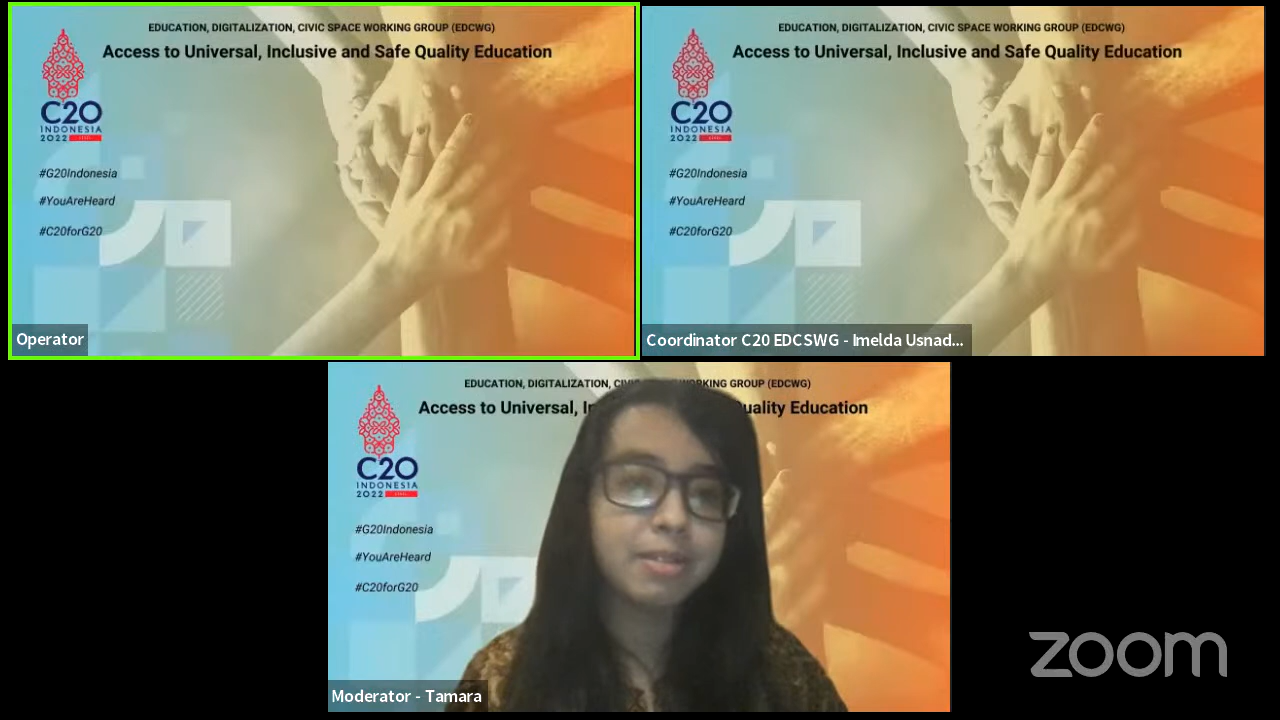 EDUCATION, DIGITALIZATION, CIVIC SPACE WORKING GROUP (EDCWG)
Access to Universal, Inclusive and Safe Quality Education
C20
INDONESIA
2022
#G20Indonesia
#YouAreHeard
#C20forG20
Operator
EDUCATION, DIGITALIZATION, CIVIC SPACE WORKING GROUP (EDCWG)
Access to Universal, Inclusive and Safe Quality Education
C20
INDONESIA
2022
#G20Indonesia
#YouAreHeard
#C20forG20
Coordinator C20 EDCSWG - Imelda Usnad...
EDUCATION, DIGITALIZATION, WORKING GROUP (EDCWG)
Access to Universal, Education
C20
INDONESIA
2022
#G20Indonesia
#YouAreHeard
#C20forG20
Moderator - Tamara
zoom